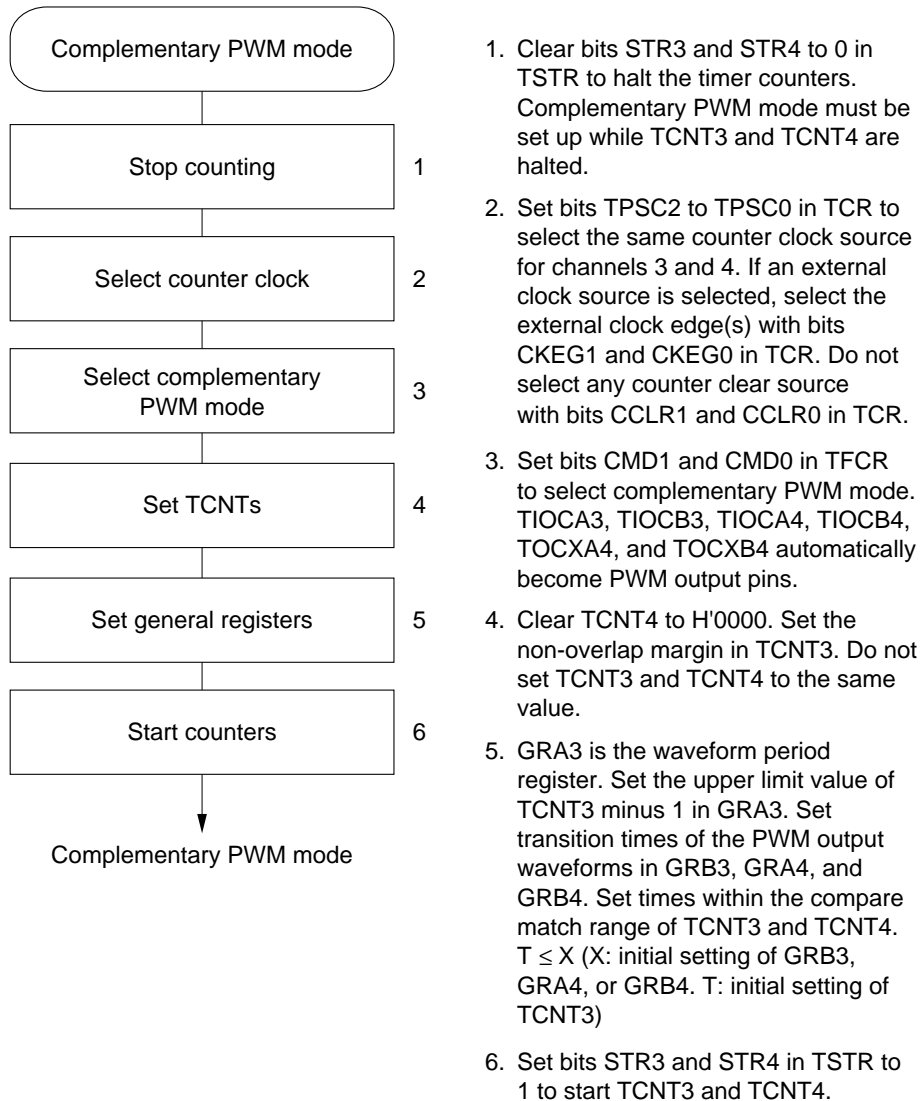 Complementary PWM mode
Stop counting
1
Select counter clock
2
Select complementary
PWM mode
3
Set TCNTs
4
Set general registers
5
Start counters
6
Complementary PWM mode
1. Clear bits STR3 and STR4 to 0 in
TSTR to halt the timer counters.
Complementary PWM mode must be
set up while TCNT3 and TCNT4 are
halted.
2. Set bits TPSC2 to TPSC0 in TCR to
select the same counter clock source
for channels 3 and 4. If an external
clock source is selected, select the
external clock edge(s) with bits
CKEG1 and CKEG0 in TCR. Do not
select any counter clear source
with bits CCLR1 and CCLR0 in TCR.
3. Set bits CMD1 and CMD0 in TFCR
to select complementary PWM mode.
TIOCA3, TIOCB3, TIOCA4, TIOCB4,
TOCXA4, and TOCXB4 automatically
become PWM output pins.
4. Clear TCNT4 to H'0000. Set the
non-overlap margin in TCNT3. Do not
set TCNT3 and TCNT4 to the same
value.
5. GRA3 is the waveform period
register. Set the upper limit value of
TCNT3 minus 1 in GRA3. Set
transition times of the PWM output
waveforms in GRB3, GRA4, and
GRB4. Set times within the compare
match range of TCNT3 and TCNT4.
T ≤ X (X: initial setting of GRB3,
GRA4, or GRB4. T: initial setting of
TCNT3)
6. Set bits STR3 and STR4 in TSTR to
1 to start TCNT3 and TCNT4.